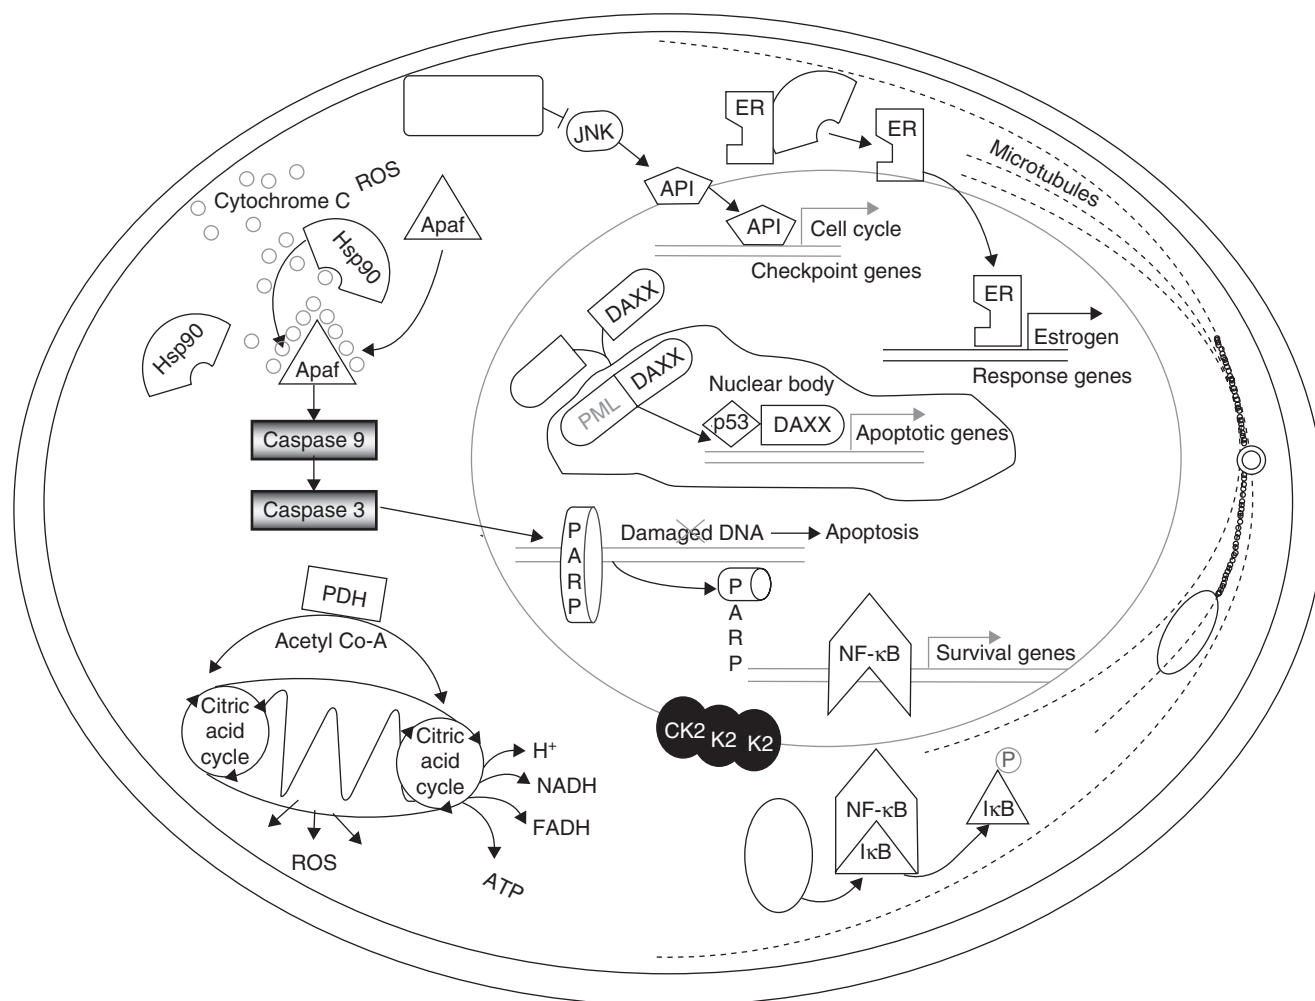 ER
ER
JNK
Microtubules
ROS
Cytochrome C
API
Apaf
API
Cell cycle
Hsp90
Checkpoint genes
ER
DAXX
Estrogen
Hsp90
Apaf
DAXX
Response genes
Nuclear body
PML
p53
DAXX
Apoptotic genes
Caspase 9
Caspase 3
PARP
Damaged DNA
Apoptosis
PDH
PARP
Acetyl Co-A
NF-κB
Survival genes
Citric
acid
cycle
Citric
acid
cycle
CK2
K2
K2
H+
NADH
FADH
ATP
ROS
P
NF-κB
IκB
IκB